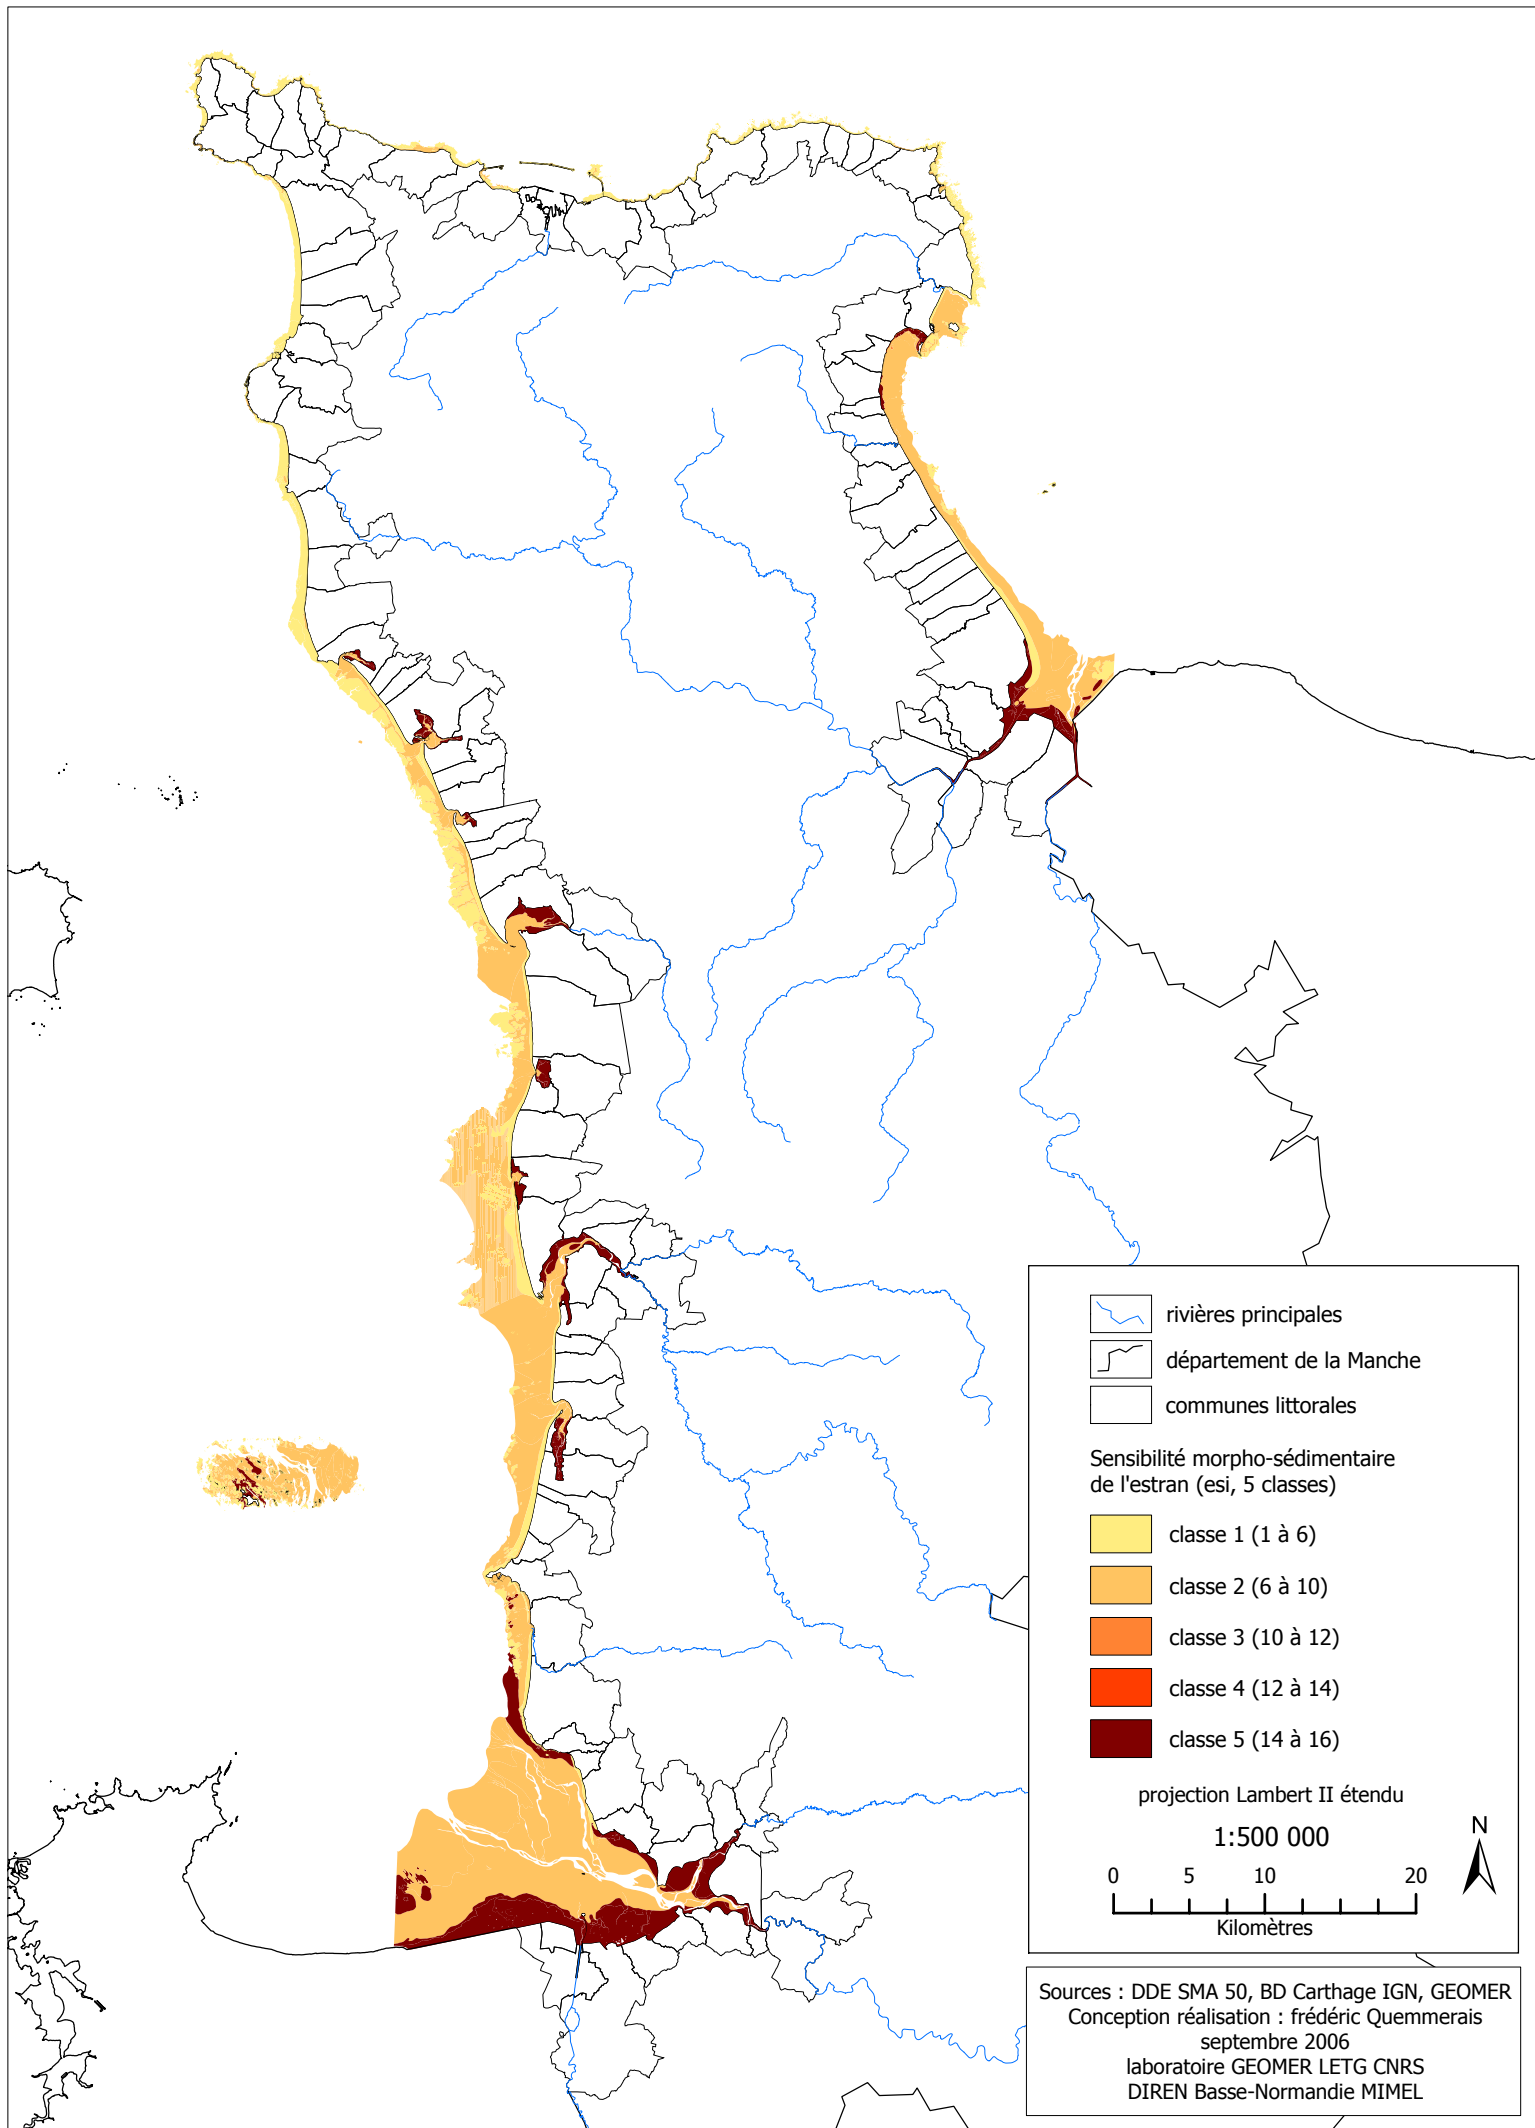 rivières principales
département de la Manche
communes littorales
Sensibilité morpho-sédimentaire
de l'estran (esi, 5 classes)
classe 1 (1 à 6)
classe 2 (6 à 10)
classe 3 (10 à 12)
classe 4 (12 à 14)
classe 5 (14 à 16)
projection Lambert II étendu
1:500 000
N
0 5 10 20
Kilomètres
Sources : DDE SMA 50, BD Carthage IGN, GEOMER
Conception réalisation : frédéric Quemmerais
septembre 2006
laboratoire GEOMER LETG CNRS
DIREN Basse-Normandie MIMEL